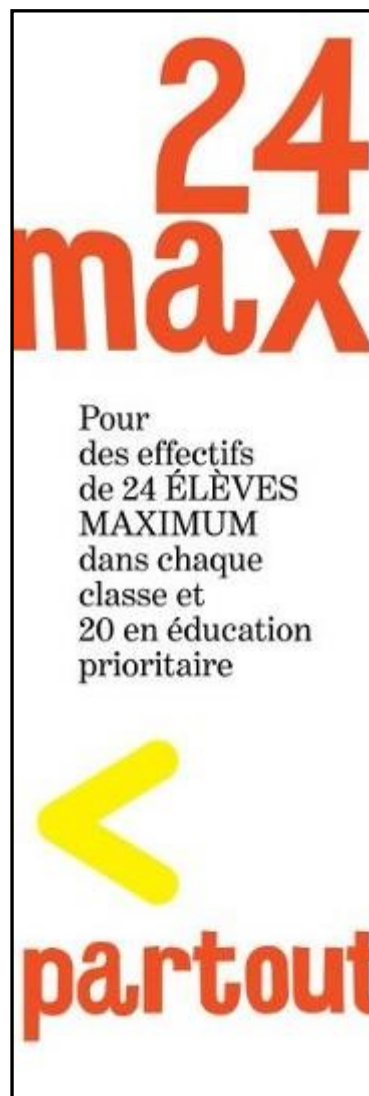 24
max
Pour
des effectifs
de 24 ÉLÈVES
MAXIMUM
dans chaque
classe et
20 en éducation
prioritaire
<
partout